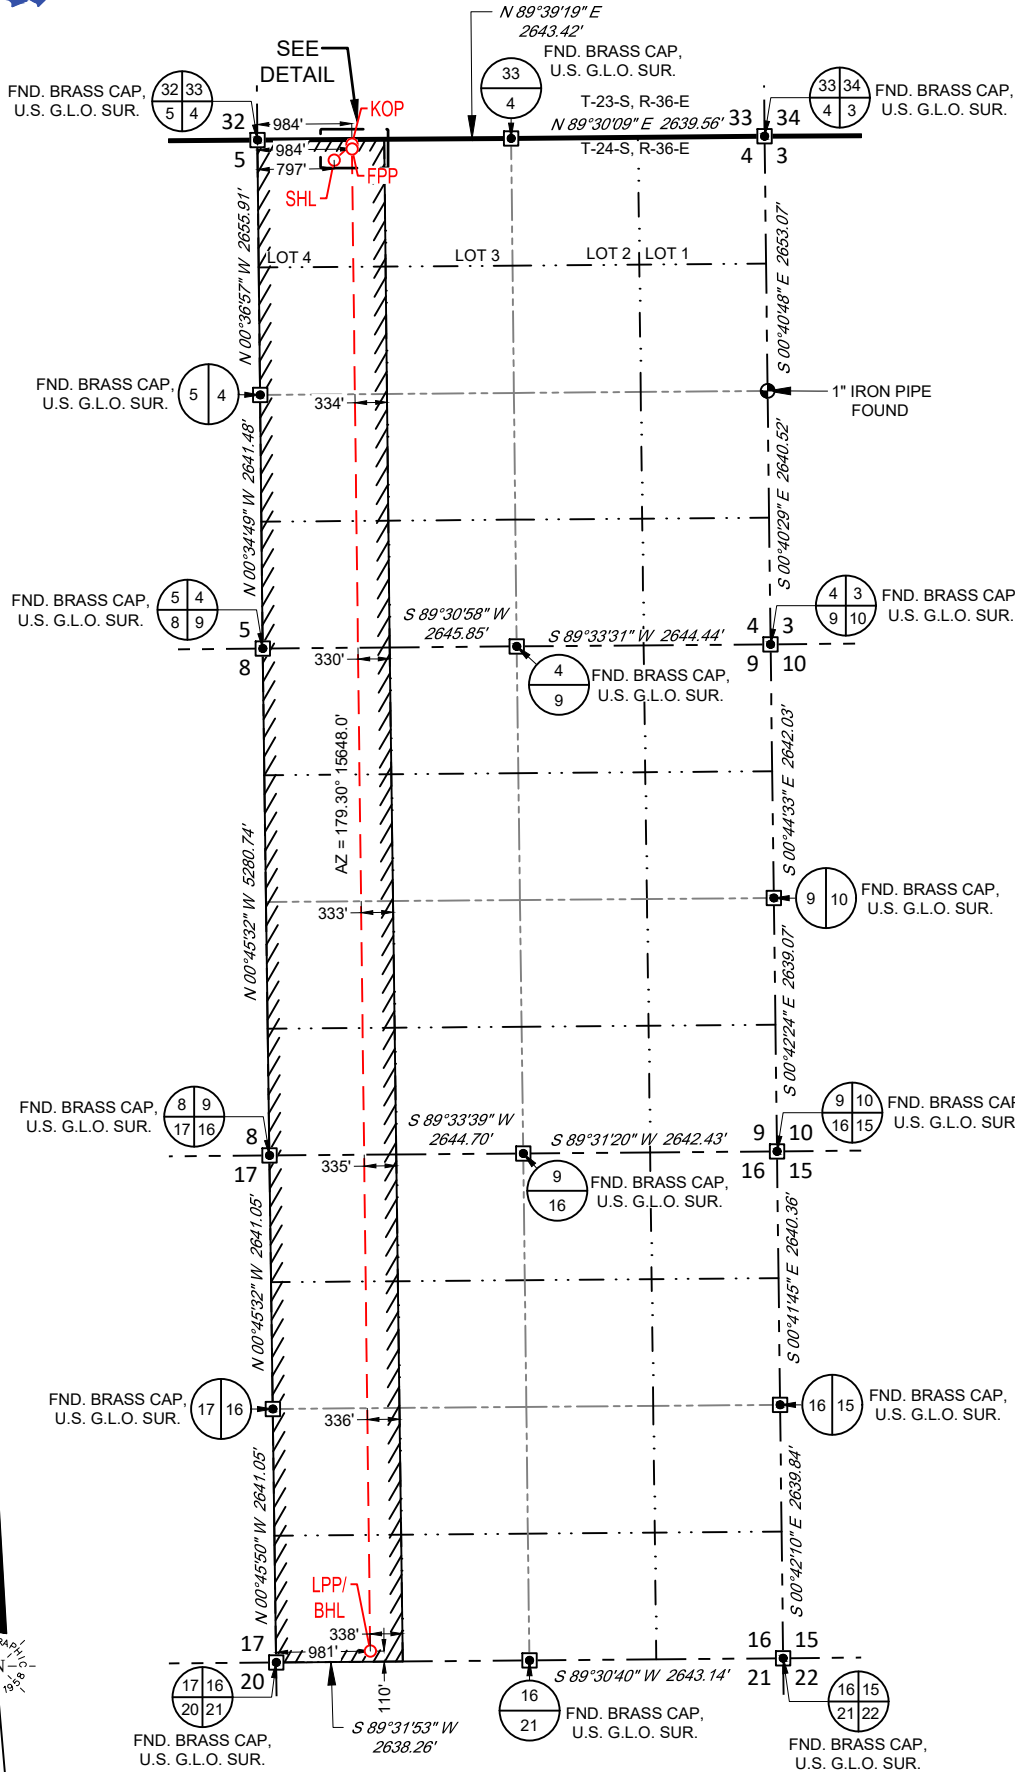 N 89°39'19" E
2643.42'
SEE
DETAIL
FND. BRASS CAP,
U.S. G.L.O. SUR.
32 33
5 4
33
4
FND. BRASS CAP,
U.S. G.L.O. SUR.
33 34
4 3
FND. BRASS CAP,
U.S. G.L.O. SUR.
T-23-S, R-36-E
N 89°30'09" E 2639.56'
T-24-S, R-36-E
32
5
33 34
4 3
984'
984'
797'
KOP
FPP
SHL
N 00°36'57" W 2655.91'
S 00°40'48" E 2653.07'
LOT 4
LOT 3
LOT 2
LOT 1
FND. BRASS CAP,
U.S. G.L.O. SUR.
5 4
334'
1" IRON PIPE
FOUND
N 00°34'49" W 2641.48'
S 00°40'29" E 2640.52'
FND. BRASS CAP,
U.S. G.L.O. SUR.
5 4
8 9
5
8
S 89°30'58" W
2645.85'
S 89°33'31" W 2644.44'
330'
4
9
FND. BRASS CAP,
U.S. G.L.O. SUR.
4 3
9 10
4 3
9 10
FND. BRASS CAP,
U.S. G.L.O. SUR.
AZ = 179.30° 15648.0'
N 00°45'32" W 5280.74'
S 00°44'33" E 2642.03'
333'
9 10
FND. BRASS CAP,
U.S. G.L.O. SUR.
S 00°42'24" E 2639.07'
FND. BRASS CAP,
U.S. G.L.O. SUR.
8 9
17 16
8
17
S 89°33'39" W
2644.70'
S 89°31'20" W 2642.43'
335'
9
16
FND. BRASS CAP,
U.S. G.L.O. SUR.
9 10
16 15
9 10
16 15
FND. BRASS CAP
U.S. G.L.O. SUR
N 00°45'32" W 2641.05'
S 00°41'45" E 2640.36'
FND. BRASS CAP,
U.S. G.L.O. SUR.
17 16
336'
16 15
FND. BRASS CAP,
U.S. G.L.O. SUR.
N 00°45'50" W 2641.05'
S 00°42'10" E 2639.84'
LPP/
BHL
338'
981'
110'
17
20
17 16
20 21
FND. BRASS CAP,
U.S. G.L.O. SUR.
S 89°31'53" W
2638.26'
S 89°30'40" W 2643.14'
16
21
FND. BRASS CAP,
U.S. G.L.O. SUR.
16 15
21 22
16 15
21 22
FND. BRASS CAP,
U.S. G.L.O. SUR.
1958